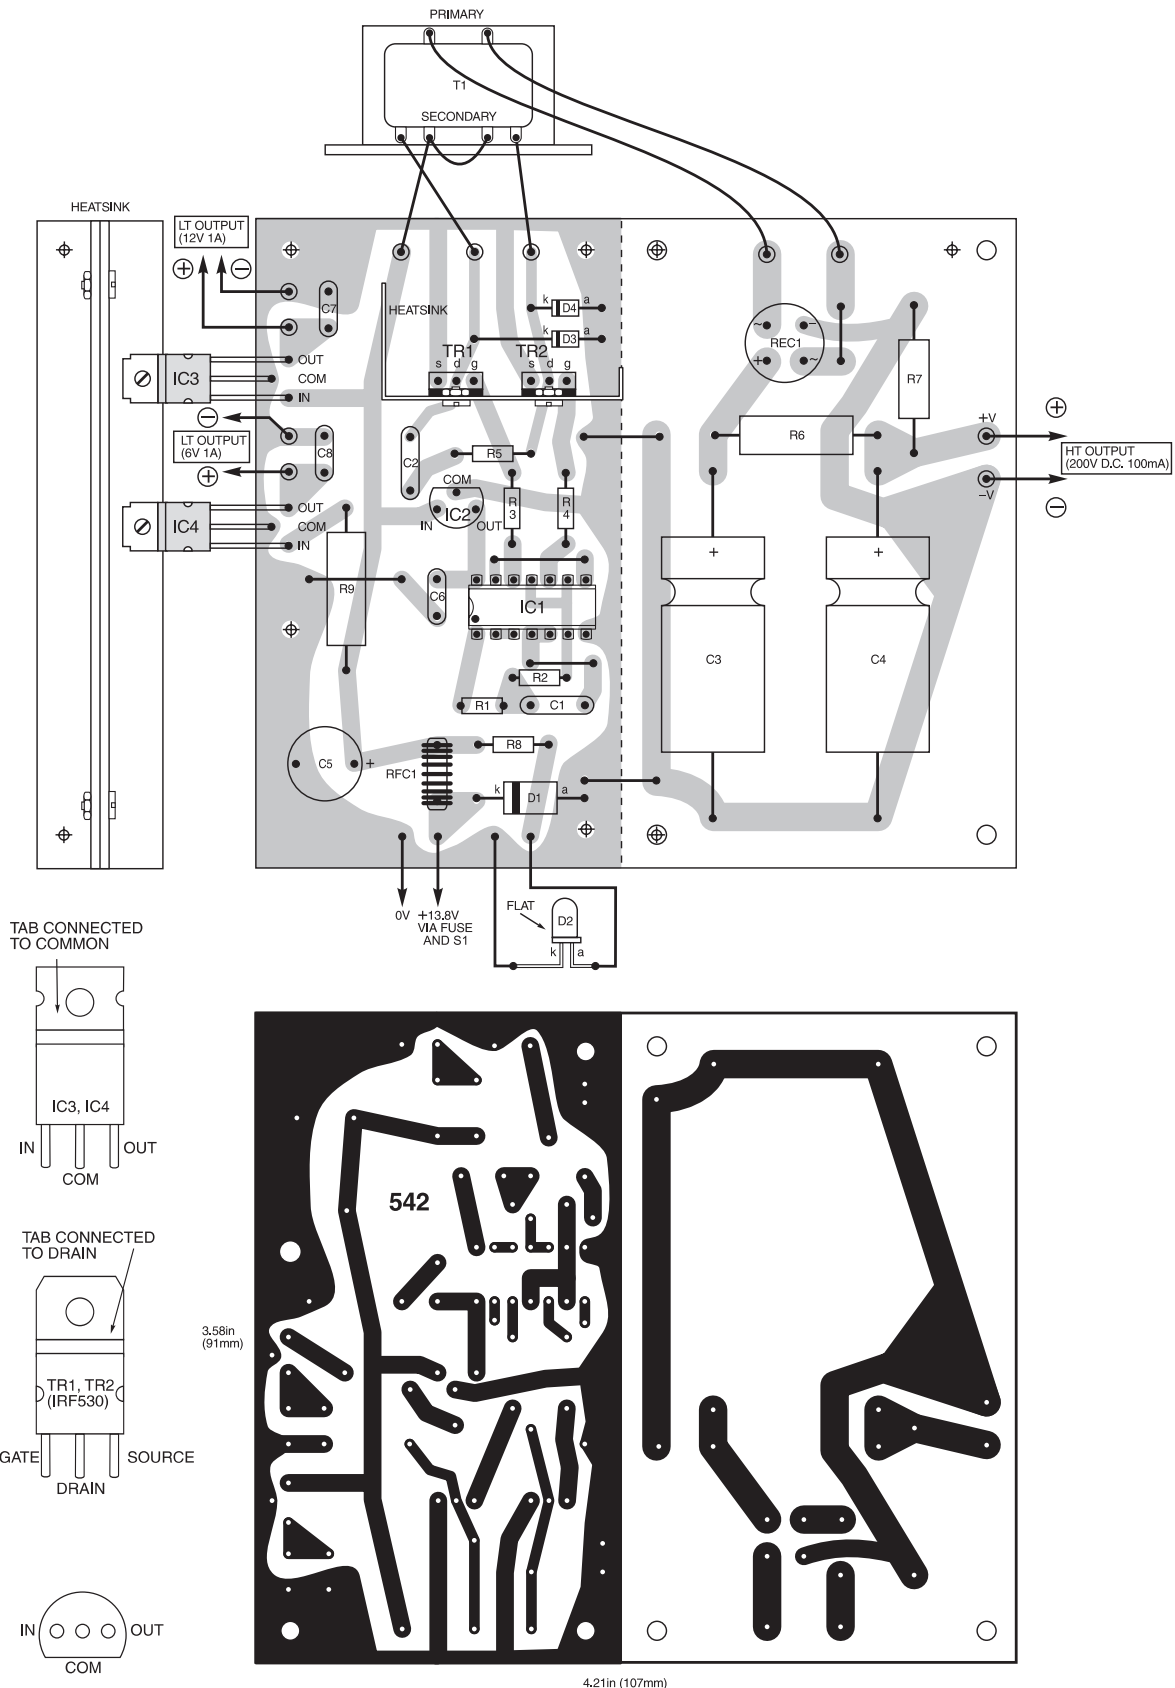 PRIMARY
T1
SECONDARY
HEATSINK
LT OUTPUT
(12V 1A)
+
−
C7
HEATSINK
k
D4
a
k
D3
a
TR1
TR2
s d g
s d g
OUT
COM
IN
IC3
−
LT OUTPUT
(6V 1A)
+
C8
C2
R5
COM
IC2
IN
OUT
R
3
R
4
OUT
COM
IN
IC4
R9
C6
IC1
R2
R1
C1
C5
+
RFC1
R8
k
D1
a
~
−
REC1
+
~
R7
R6
+V
−V
+
HT OUTPUT
(200V D.C. 100mA)
−
+
C3
+
C4
0V
+13.8V
VIA FUSE
AND S1
FLAT
D2
k
a
TAB CONNECTED
TO COMMON
IC3, IC4
IN
OUT
COM
TAB CONNECTED
TO DRAIN
TR1, TR2
(IRF530)
GATE
SOURCE
DRAIN
IN
OUT
COM
542
3.58in
(91mm)
4.21in (107mm)